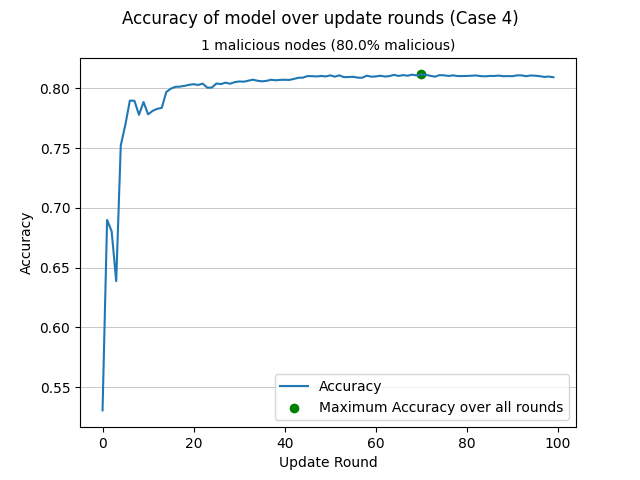 Accuracy of model over update rounds (Case 4)
1 malicious nodes (80.0% malicious)
0.80
0.75
0.70
0.65
0.60
0.55
Accuracy
Accuracy
Maximum Accuracy over all rounds
0 20 40 60 80 100
Update Round